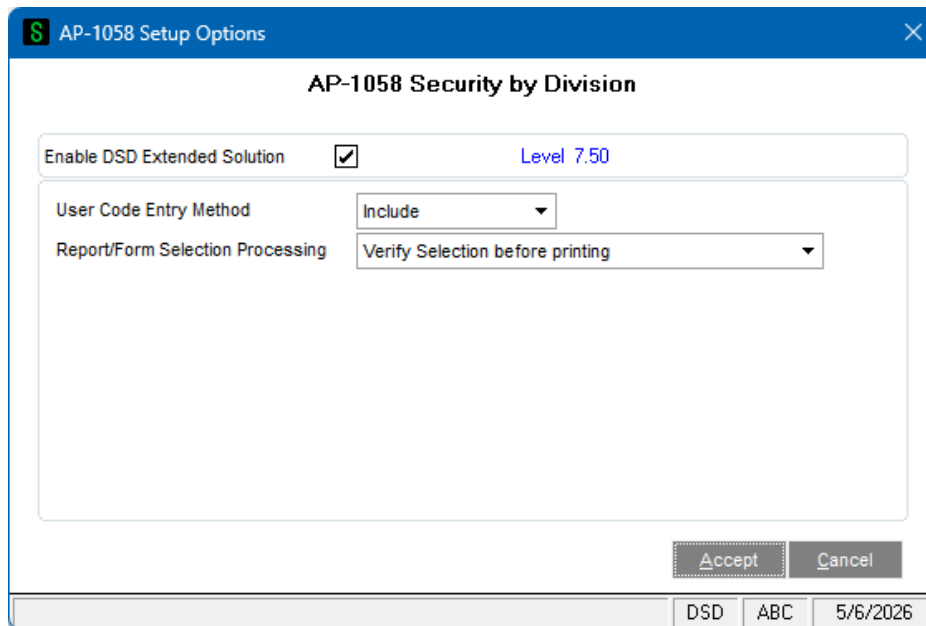 S AP-1058 Setup Options
AP-1058 Security by Division
Enable DSD Extended Solution Level 7.50
User Code Entry Method Include
Report/Form Selection Processing Verify Selection before printing
Accept Cancel
DSD ABC 5/6/2026